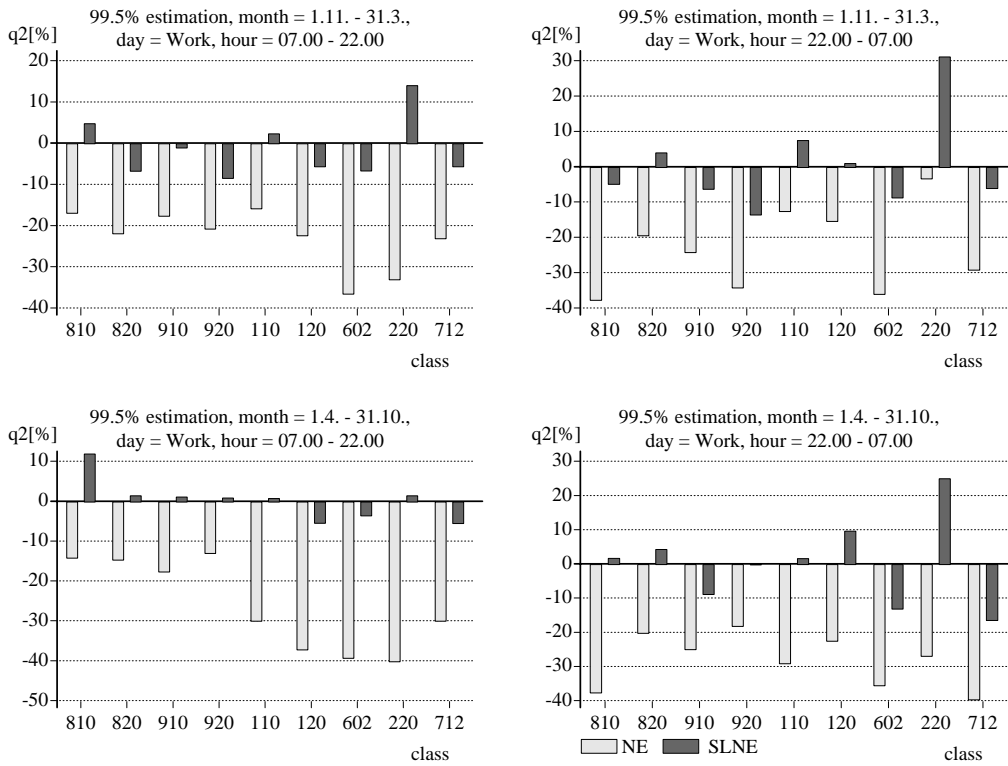 99.5% estimation, month = 1.11. - 31.3.,
day = Work, hour = 07.00 - 22.00
q2[%]
20
10
0
-10
-20
-30
-40
810 820 910 920 110 120 602 220 712
class
99.5% estimation, month = 1.11. - 31.3.,
day = Work, hour = 22.00 - 07.00
q2[%]
30
20
10
0
-10
-20
-30
-40
810 820 910 920 110 120 602 220 712
class
99.5% estimation, month = 1.4. - 31.10.,
day = Work, hour = 07.00 - 22.00
q2[%]
10
0
-10
-20
-30
-40
-50
810 820 910 920 110 120 602 220 712
class
99.5% estimation, month = 1.4. - 31.10.,
day = Work, hour = 22.00 - 07.00
q2[%]
30
20
10
0
-10
-20
-30
-40
810 820 910 920 110 120 602 220 712
NE SLNE
class